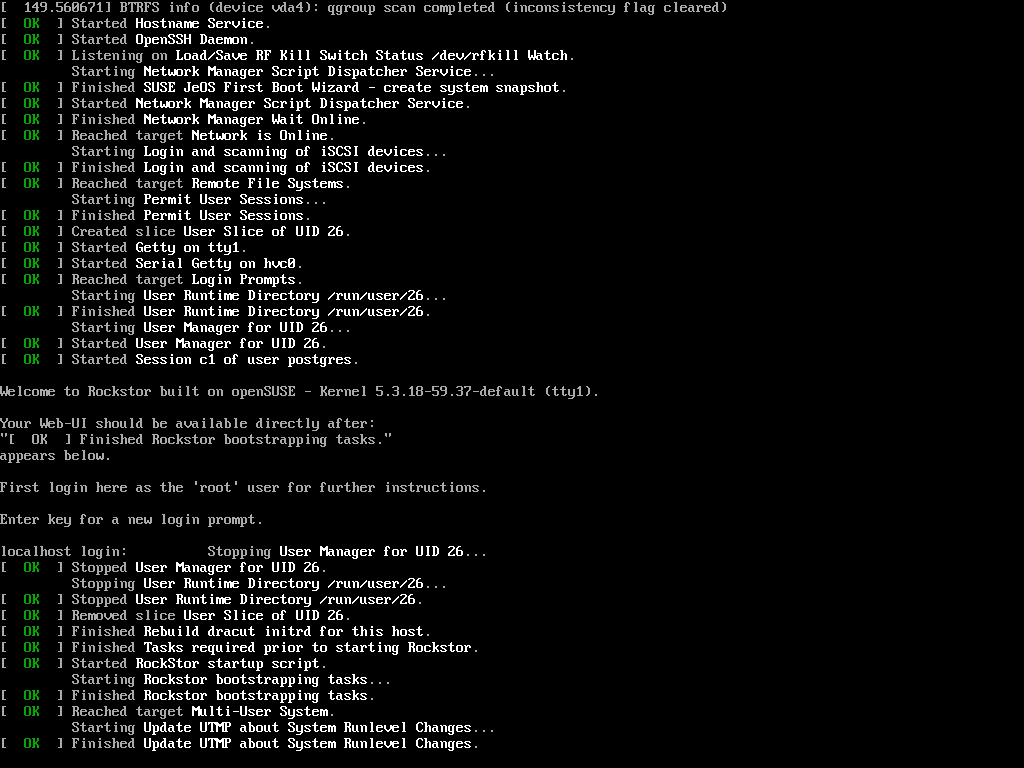 [  149.560671] BTRFS info (device vda4): qgroup scan completed (inconsistency flag cleared)
[  OK  ] Started Hostname Service.
[  OK  ] Started OpenSSH Daemon.
[  OK  ] Listening on Load/Save RF Kill Switch Status /dev/rfkill Watch.
         Starting Network Manager Script Dispatcher Service...
[  OK  ] Finished SUSE JeOS First Boot Wizard - create system snapshot.
[  OK  ] Started Network Manager Script Dispatcher Service.
[  OK  ] Finished Network Manager Wait Online.
[  OK  ] Reached target Network is Online.
         Starting Login and scanning of iSCSI devices...
[  OK  ] Finished Login and scanning of iSCSI devices.
[  OK  ] Reached target Remote File Systems.
         Starting Permit User Sessions...
[  OK  ] Finished Permit User Sessions.
[  OK  ] Created slice User Slice of UID 26.
[  OK  ] Started Getty on tty1.
[  OK  ] Started Serial Getty on hvc0.
[  OK  ] Reached target Login Prompts.
         Starting User Runtime Directory /run/user/26...
[  OK  ] Finished User Runtime Directory /run/user/26.
         Starting User Manager for UID 26...
[  OK  ] Started User Manager for UID 26.
[  OK  ] Started Session c1 of user postgres.

Welcome to Rockstor built on openSUSE - Kernel 5.3.18-59.37-default (tty1).

Your Web-UI should be available directly after:
"[  OK  ] Finished Rockstor bootstrapping tasks."
appears below.

First login here as the 'root' user for further instructions.

Enter key for a new login prompt.

localhost login:          Stopping User Manager for UID 26...
[  OK  ] Stopped User Manager for UID 26.
         Stopping User Runtime Directory /run/user/26...
[  OK  ] Stopped User Runtime Directory /run/user/26.
[  OK  ] Removed slice User Slice of UID 26.
[  OK  ] Finished Rebuild dracut initrd for this host.
[  OK  ] Finished Tasks required prior to starting Rockstor.
[  OK  ] Started RockStor startup script.
         Starting Rockstor bootstrapping tasks...
[  OK  ] Finished Rockstor bootstrapping tasks.
[  OK  ] Reached target Multi-User System.
         Starting Update UTMP about System Runlevel Changes...
[  OK  ] Finished Update UTMP about System Runlevel Changes.